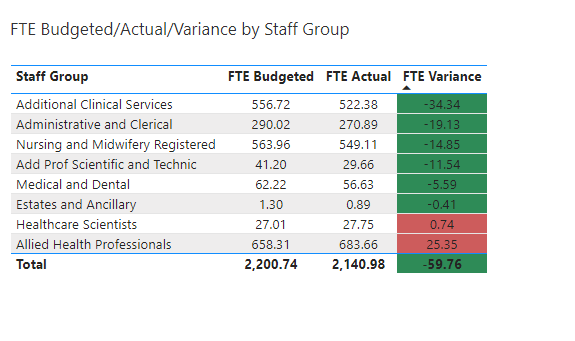 FTE Budgeted/Actual/Variance by Staff Group
Staff Group FTE Budgeted FTE Actual FTE Variance
Additional Clinical Services 556.72 522.38 -34.34
Administrative and Clerical 290.02 270.89 -19.13
Nursing and Midwifery Registered 563.96 549.11 -14.85
Add Prof Scientific and Technic 41.20 29.66 -11.54
Medical and Dental 62.22 56.63 -5.59
Estates and Ancillary 1.30 0.89 -0.41
Healthcare Scientists 27.01 27.75 0.74
Allied Health Professionals 658.31 683.66 25.35
Total 2,200.74 2,140.98 -59.76